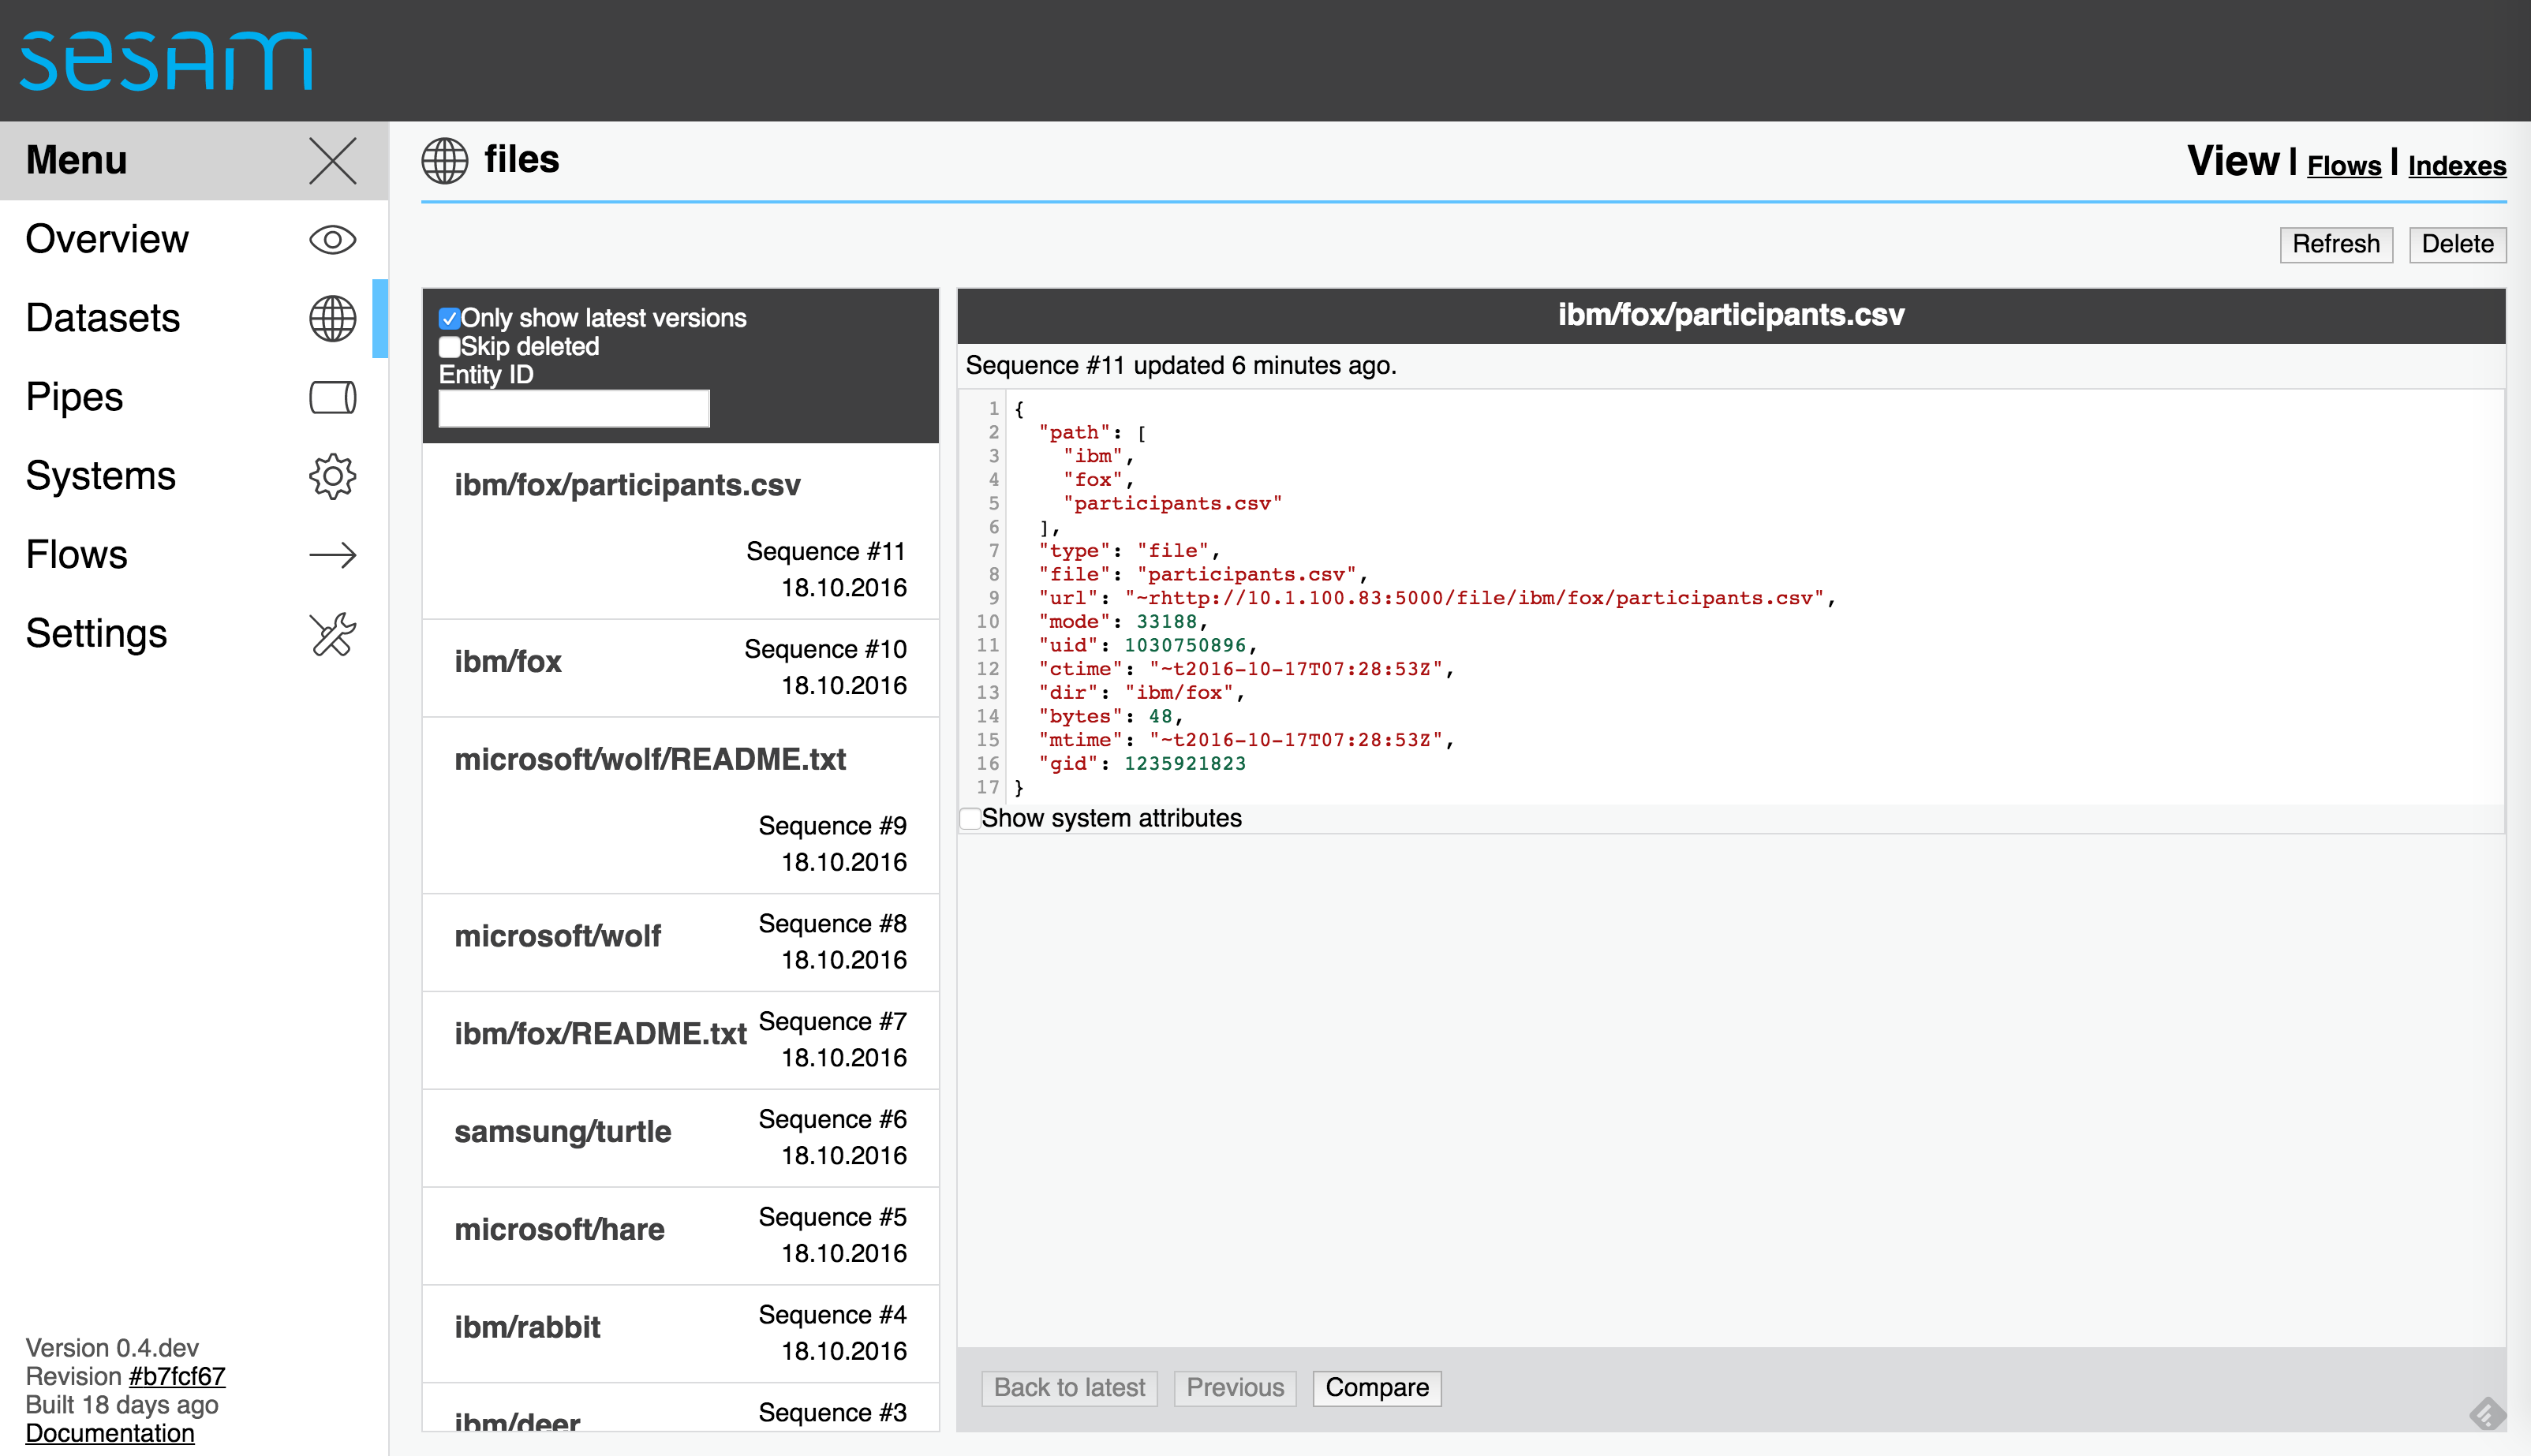 sesam
Menu
Overview
Datasets
Pipes
Systems
Flows
Settings
Version 0.4.dev
Revision #b7fcf67
Built 18 days ago
Documentation
files
View | Flows | Indexes
Refresh Delete
Only show latest versions
Skip deleted
Entity ID
ibm/fox/participants.csv
Sequence #11
18.10.2016
ibm/fox
Sequence #10
18.10.2016
microsoft/wolf/README.txt
Sequence #9
18.10.2016
microsoft/wolf
Sequence #8
18.10.2016
ibm/fox/README.txt
Sequence #7
18.10.2016
samsung/turtle
Sequence #6
18.10.2016
microsoft/hare
Sequence #5
18.10.2016
ibm/rabbit
Sequence #4
18.10.2016
ibm/deer
Sequence #3
ibm/fox/participants.csv
Sequence #11 updated 6 minutes ago.
1 {
2 "path": [
3 "ibm",
4 "fox",
5 "participants.csv"
6 ],
7 "type": "file",
8 "file": "participants.csv",
9 "url": "~rhttp://10.1.100.83:5000/file/ibm/fox/participants.csv",
10 "mode": 33188,
11 "uid": 1030750896,
12 "ctime": "~t2016-10-17T07:28:53Z",
13 "dir": "ibm/fox",
14 "bytes": 48,
15 "mtime": "~t2016-10-17T07:28:53Z",
16 "gid": 1235921823
17 }
Show system attributes
Back to latest Previous Compare